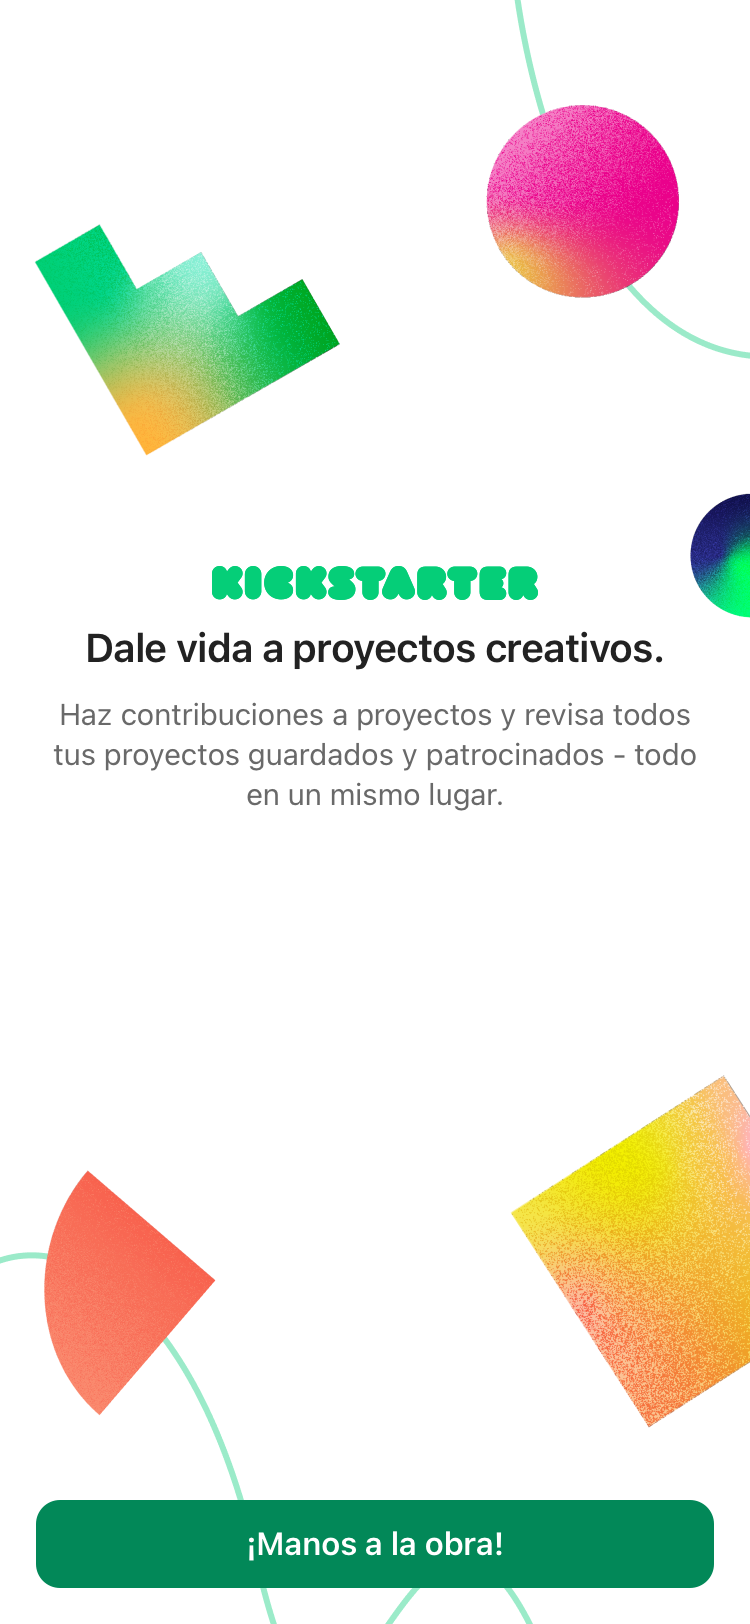 KICKSTARTER
Dale vida a proyectos creativos.
Haz contribuciones a proyectos y revisa todos
tus proyectos guardados y patrocinados - todo
en un mismo lugar.
¡Manos a la obra!